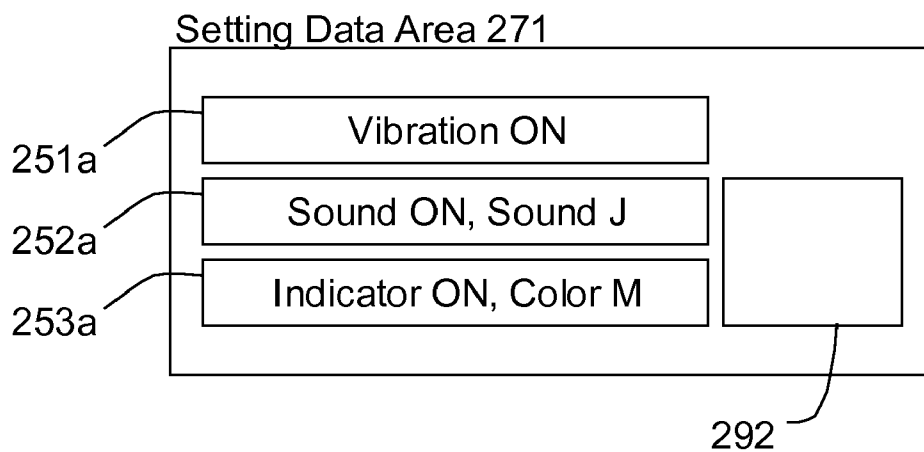 Setting Data Area 271
Vibration ON
251a
Sound ON, Sound J
252a
Indicator ON, Color M
253a
292